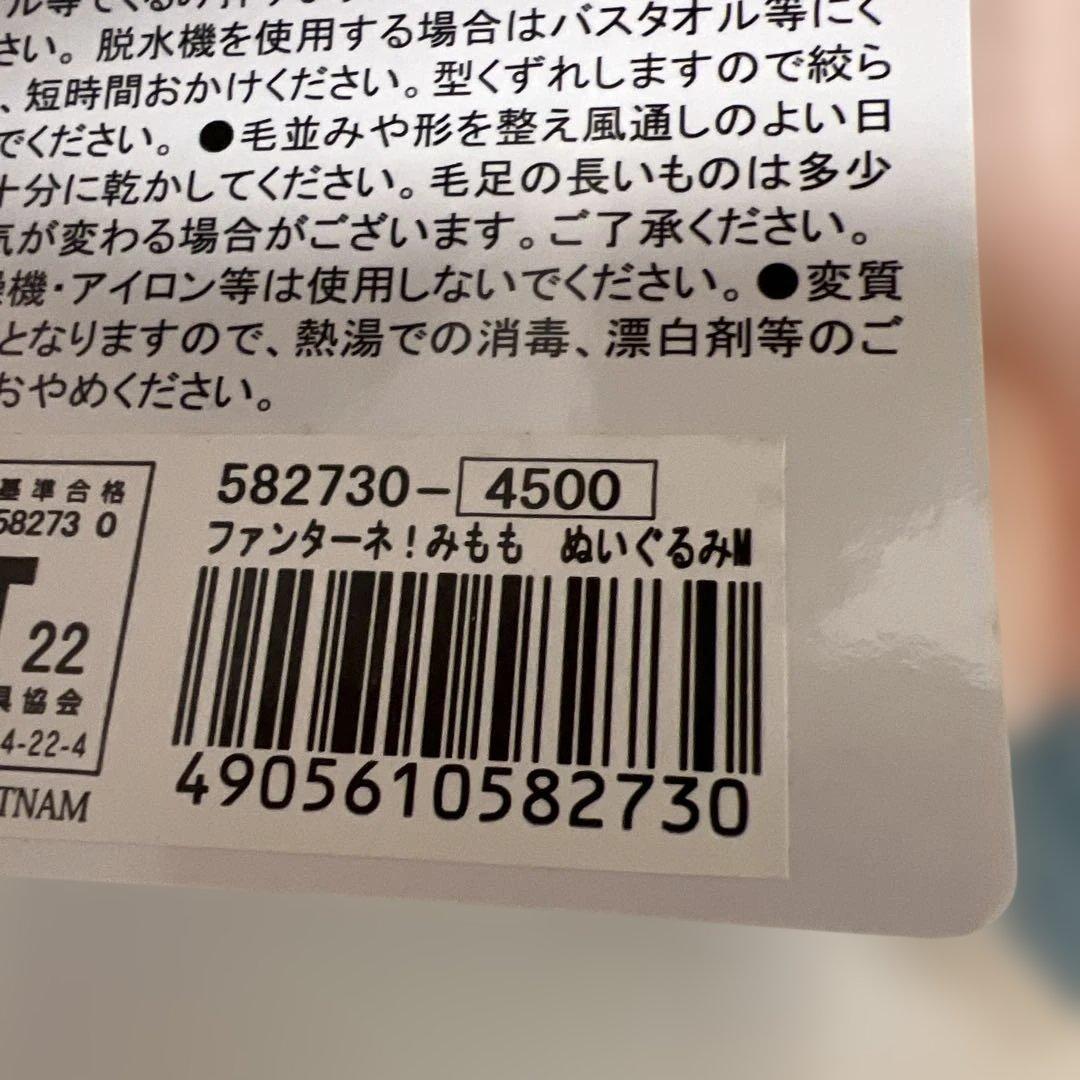 さい。脱水機を使用する場合はバスタオル等にく
、短時間おかけください。型くずれしますので絞ら
でください。●毛並みや形を整え風通しのよい日
十分に乾かしてください。毛足の長いものは多少
気が変わる場合がございます。ご了承ください。
燥機・アイロン等は使用しないでください。●変質
となりますので、熱湯での消毒、漂白剤等のご
おやめください。
基準合格
582730
T 22
具協会
4-22-4
TNAM
582730-4500
ファンターネ！みもも　ぬいぐるみM
4905610582730